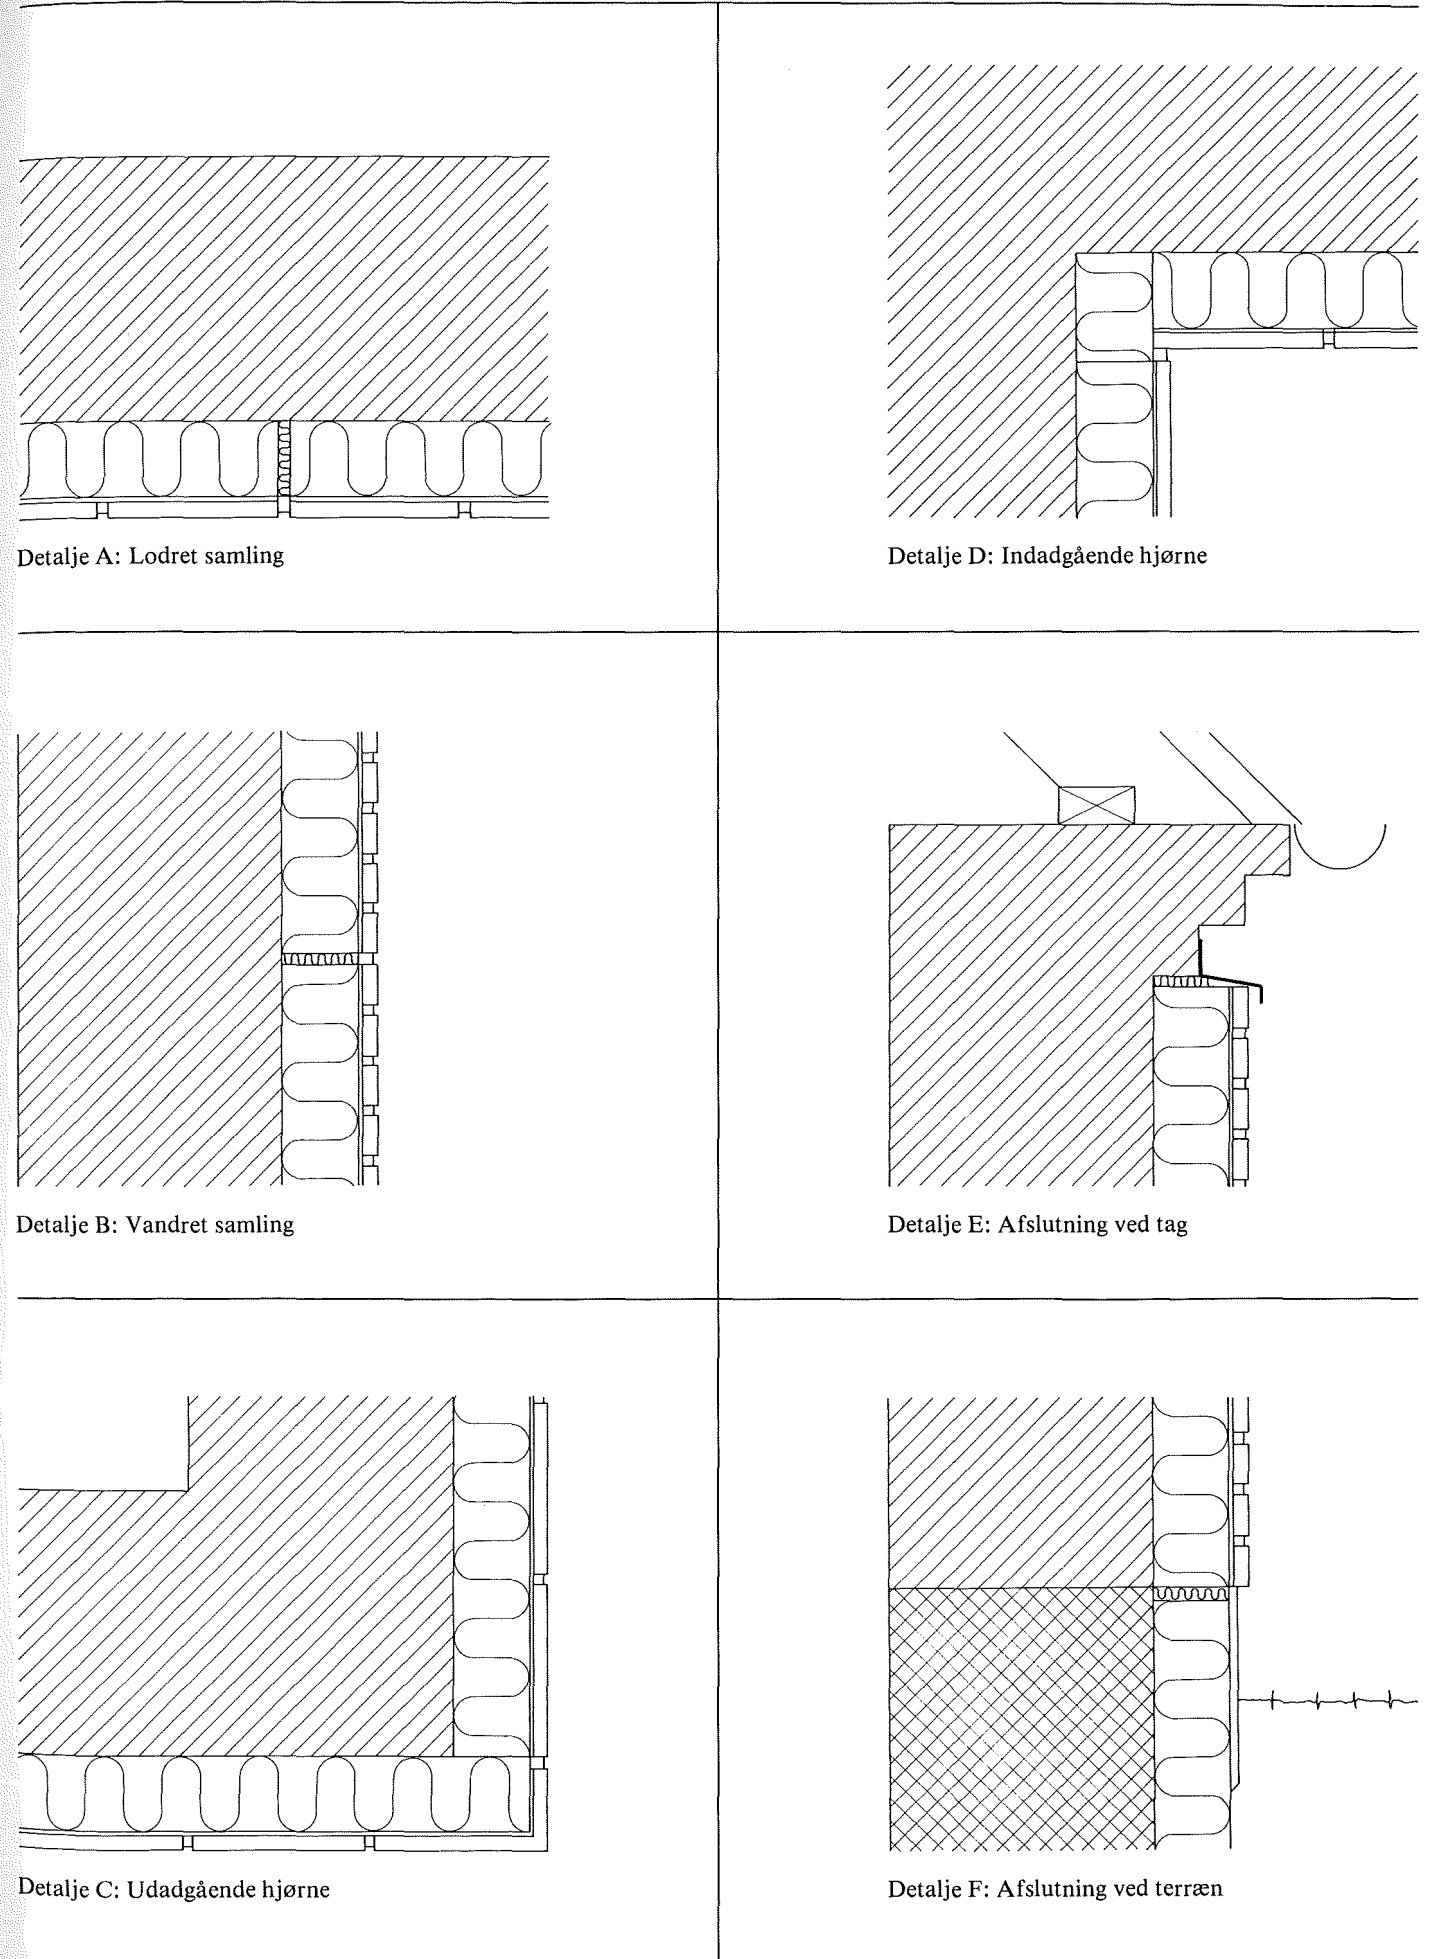 Detalje A: Lodret samling
Detalje D: Indadgående hjørne
Detalje B: Vandret samling
Detalje E: Afslutning ved tag
Detalje C: Udadgående hjørne
Detalje F: Afslutning ved terræn